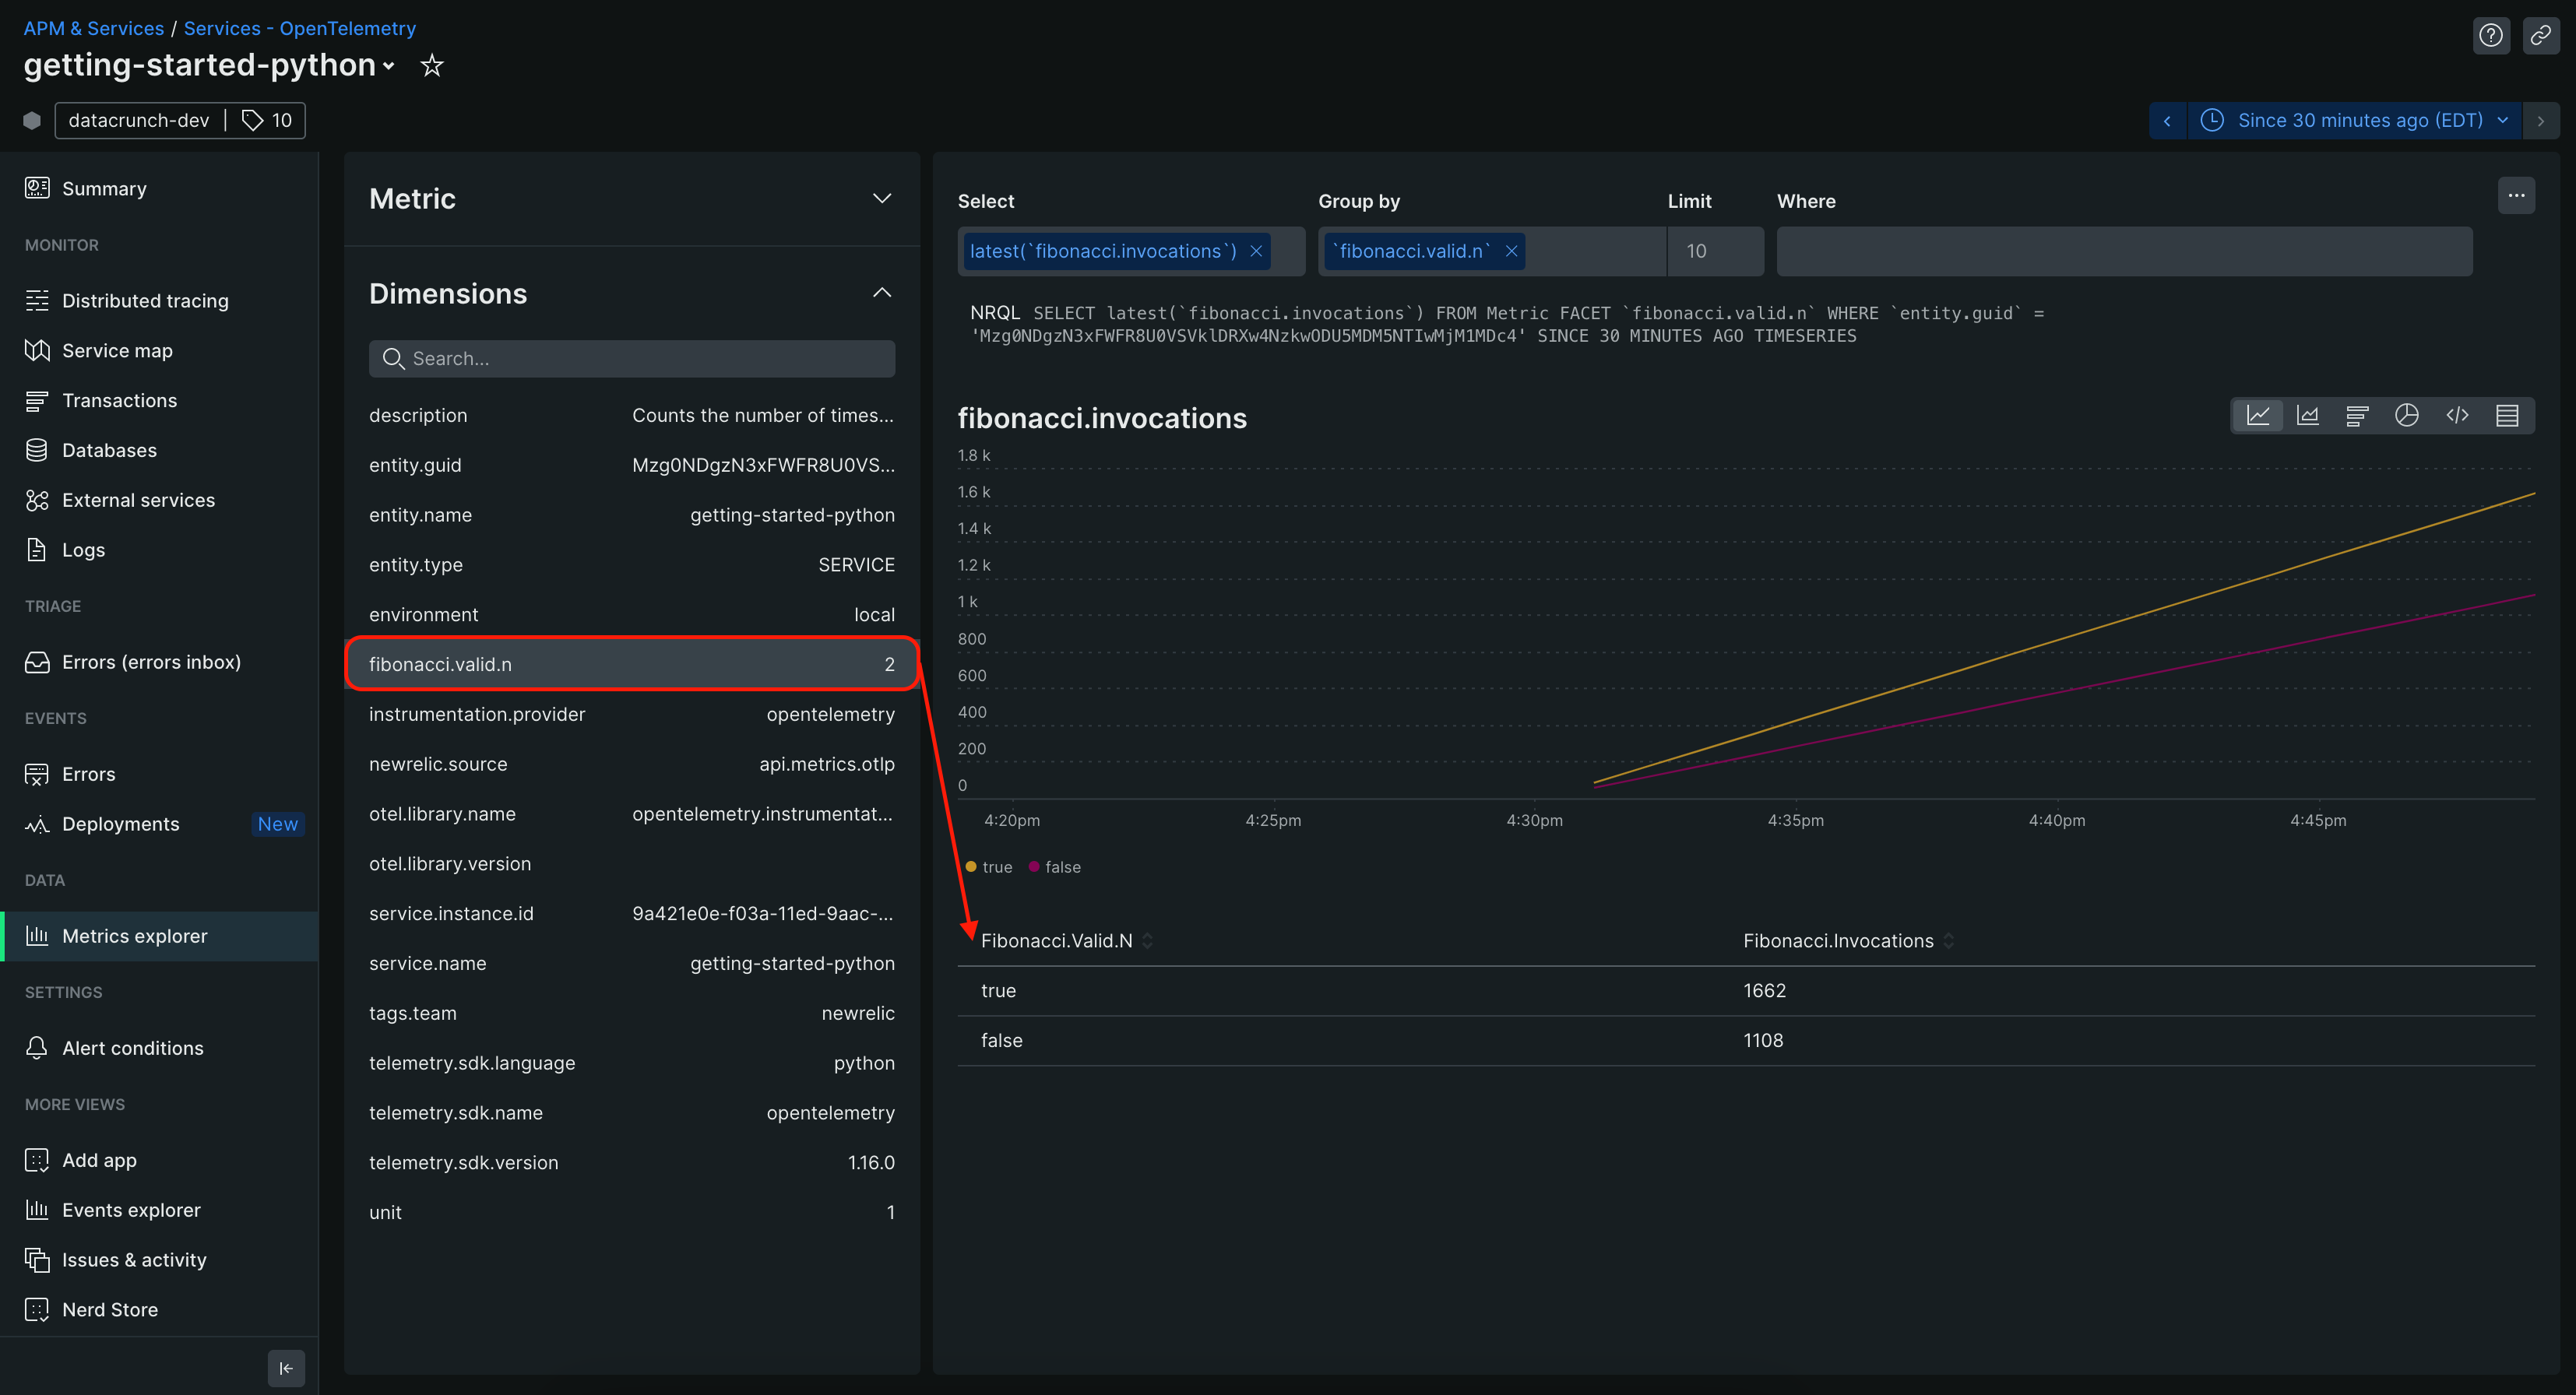 APM & Services / Services - OpenTelemetry
getting-started-python
datacrunch-dev | 10
Since 30 minutes ago (EDT)
Summary
MONITOR
Distributed tracing
Service map
Transactions
Databases
External services
Logs
TRIAGE
Errors (errors inbox)
EVENTS
Errors
Deployments New
DATA
Metrics explorer
SETTINGS
Alert conditions
MORE VIEWS
Add app
Events explorer
Issues & activity
Nerd Store
Metric
Dimensions
Search...
description Counts the number of times...
entity.guid Mzg0NDgzN3xFWFR8U0VS...
entity.name getting-started-python
entity.type SERVICE
environment local
fibonacci.valid.n 2
instrumentation.provider opentelemetry
newrelic.source api.metrics.otlp
otel.library.name opentelemetry.instrumentat...
otel.library.version
service.instance.id 9a421e0e-f03a-11ed-9aac-...
service.name getting-started-python
tags.team newrelic
telemetry.sdk.language python
telemetry.sdk.name opentelemetry
telemetry.sdk.version 1.16.0
unit 1
Select Group by Limit Where
latest(`fibonacci.invocations`) `fibonacci.valid.n` 10
NRQL SELECT latest(`fibonacci.invocations`) FROM Metric FACET `fibonacci.valid.n` WHERE `entity.guid` =
'Mzg0NDgzN3xFWFR8U0VSVklDRXw4NzkwODU5MDM5NTIwMjM1MDc4' SINCE 30 MINUTES AGO TIMESERIES
fibonacci.invocations
1.8 k
1.6 k
1.4 k
1.2 k
1 k
800
600
400
200
0
4:20pm 4:25pm 4:30pm 4:35pm 4:40pm 4:45pm
true false
Fibonacci.Valid.N Fibonacci.Invocations
true 1662
false 1108